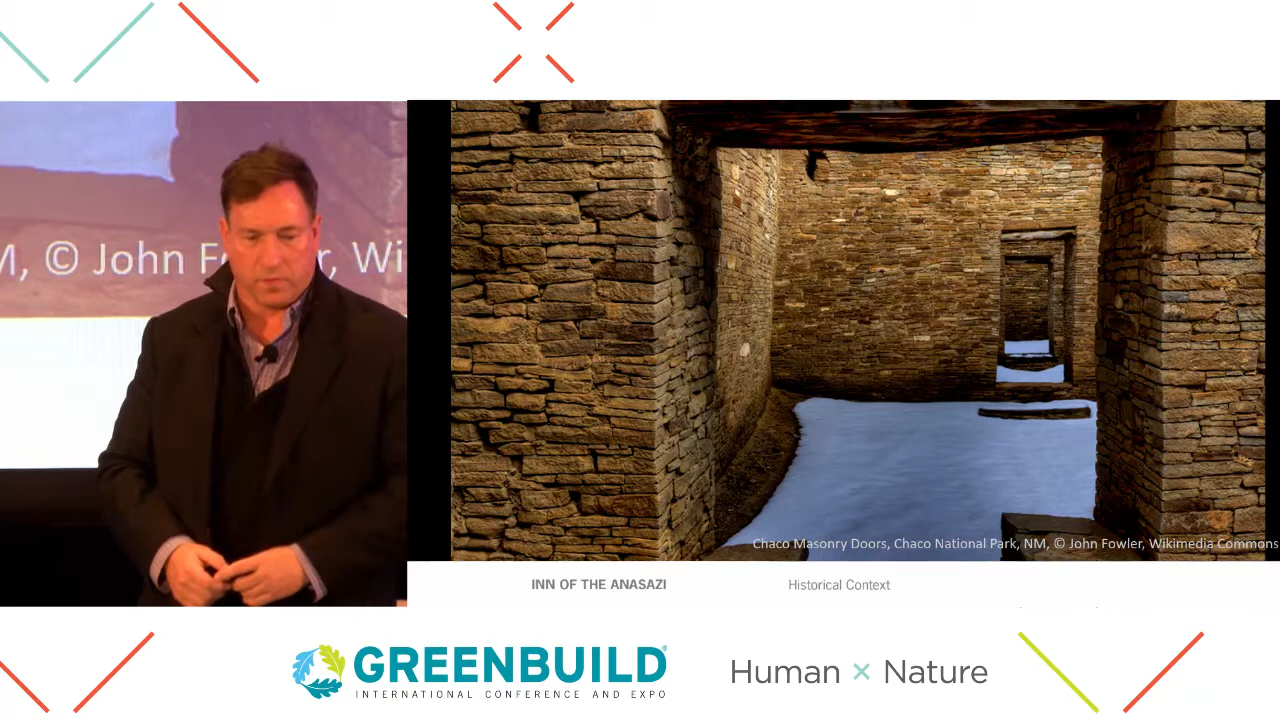 M, © John F r, Wi
Chaco Masonry Doors, Chaco National Park, NM, © John Fowler, Wikimedia Commons
INN OF THE ANASAZI
Historical Context
GREENBUILD®
INTERNATIONAL CONFERENCE AND EXPO
Human × Nature